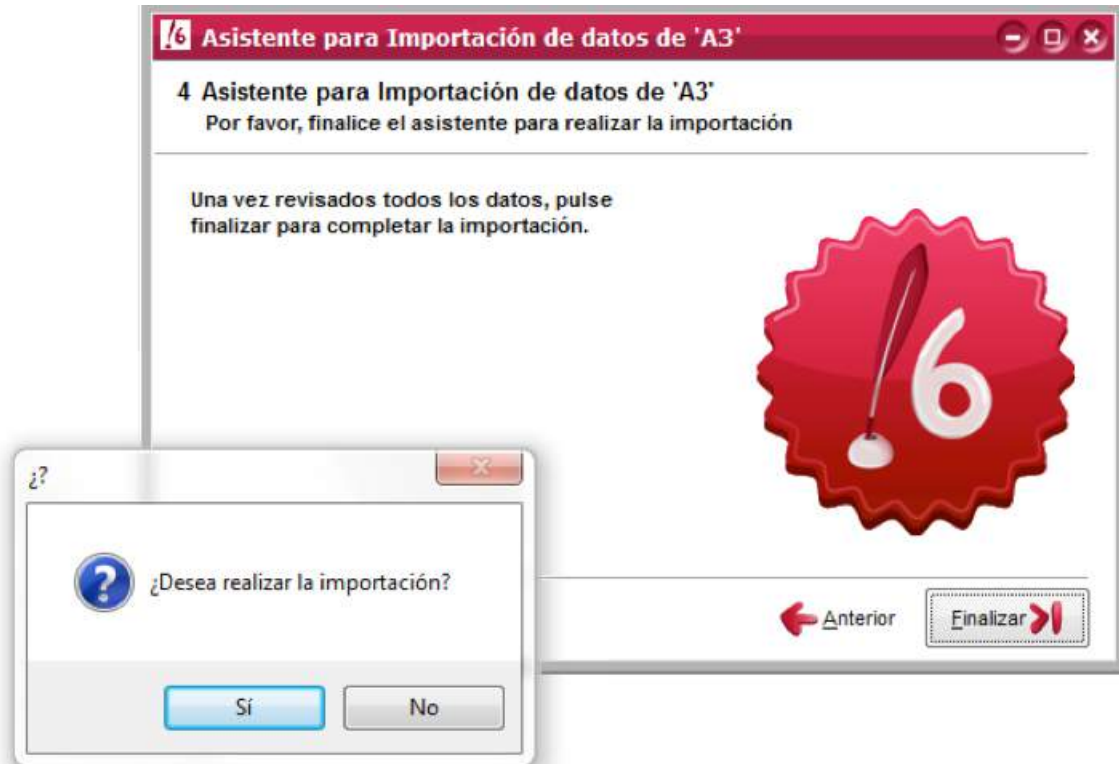 /6 Asistente para Importación de datos de 'A3'
4 Asistente para Importación de datos de 'A3'
Por favor, finalice el asistente para realizar la importación
Una vez revisados todos los datos, pulse
finalizar para completar la importación.
/6
¿?
¿Desea realizar la importación?
Anterior
Finalizar
Sí
No